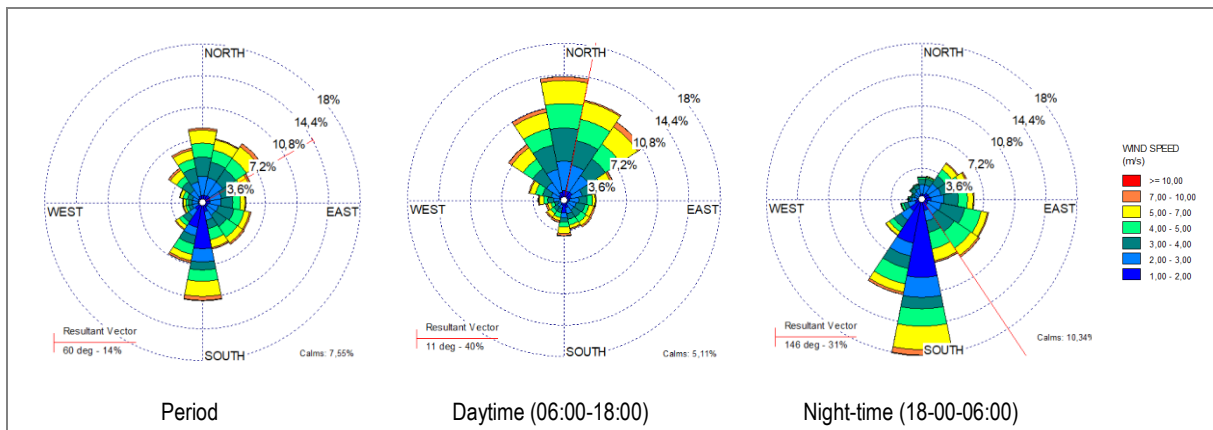 NORTH
18%
14,4%
10,8%
7,2%
3,6%
WEST
EAST
SOUTH
Resultant Vector
60 deg - 14%
Calms: 7,55%
NORTH
18%
14,4%
10,8%
7,2%
3,6%
WEST
EAST
SOUTH
Resultant Vector
11 deg - 40%
Calms: 5,11%
NORTH
18%
14,4%
10,8%
7,2%
3,6%
WEST
EAST
SOUTH
Resultant Vector
146 deg - 31%
Calms: 10,34%
WIND SPEED
(m/s)
>= 10,00
7,00 - 10,00
5,00 - 7,00
4,00 - 5,00
3,00 - 4,00
2,00 - 3,00
1,00 - 2,00
Period
Daytime (06:00-18:00)
Night-time (18-00-06:00)